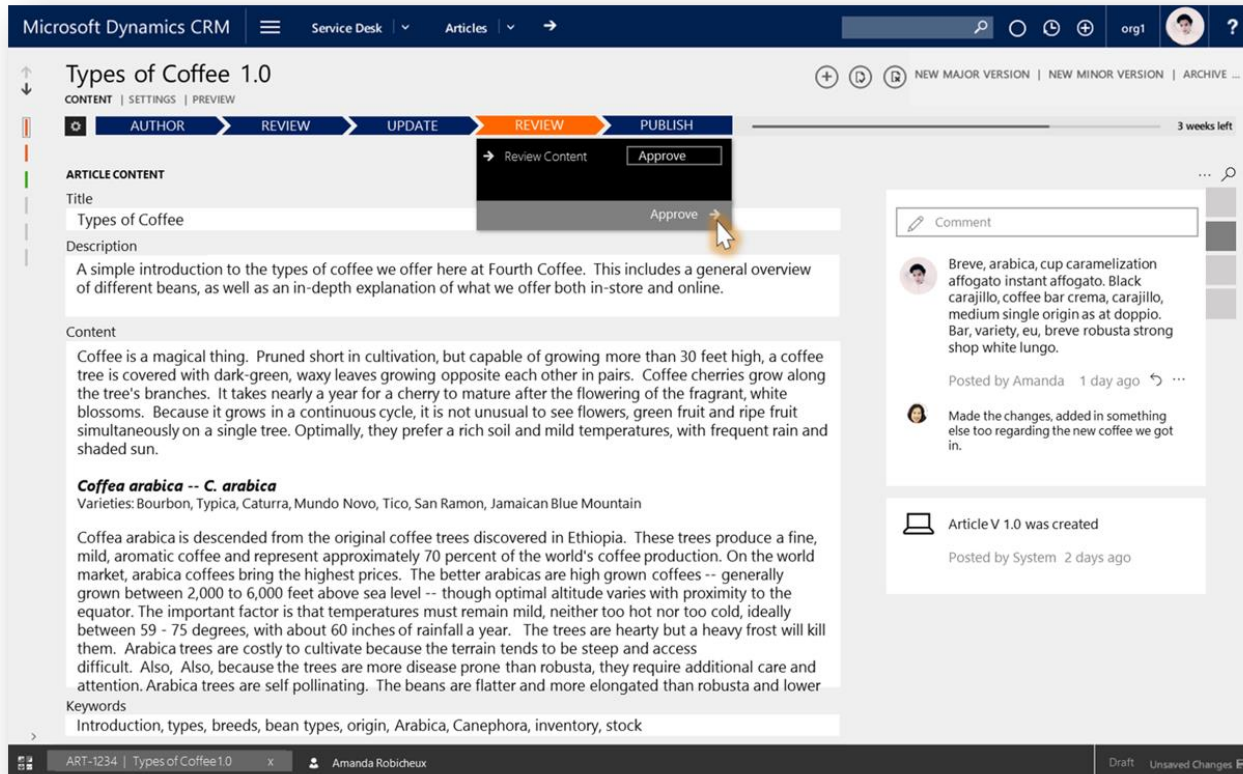 Microsoft Dynamics CRM Service Desk Articles org1 ?
Types of Coffee 1.0
NEW MAJOR VERSION | NEW MINOR VERSION | ARCHIVE ...
CONTENT | SETTINGS | PREVIEW
AUTHOR REVIEW UPDATE REVIEW PUBLISH
3 weeks left
Review Content Approve
Approve
ARTICLE CONTENT
Title
Types of Coffee
Description
A simple introduction to the types of coffee we offer here at Fourth Coffee. This includes a general overview
of different beans, as well as an in-depth explanation of what we offer both in-store and online.
Content
Coffee is a magical thing. Pruned short in cultivation, but capable of growing more than 30 feet high, a coffee
tree is covered with dark-green, waxy leaves growing opposite each other in pairs. Coffee cherries grow along
the tree's branches. It takes nearly a year for a cherry to mature after the flowering of the fragrant, white
blossoms. Because it grows in a continuous cycle, it is not unusual to see flowers, green fruit and ripe fruit
simultaneously on a single tree. Optimally, they prefer a rich soil and mild temperatures, with frequent rain and
shaded sun.
Coffea arabica -- C. arabica
Varieties: Bourbon, Typica, Caturra, Mundo Novo, Tico, San Ramon, Jamaican Blue Mountain
Coffea arabica is descended from the original coffee trees discovered in Ethiopia. These trees produce a fine,
mild, aromatic coffee and represent approximately 70 percent of the world's coffee production. On the world
market, arabica coffees bring the highest prices. The better arabicas are high grown coffees -- generally
grown between 2,000 to 6,000 feet above sea level -- though optimal altitude varies with proximity to the
equator. The important factor is that temperatures must remain mild, neither too hot nor too cold, ideally
between 59 - 75 degrees, with about 60 inches of rainfall a year. The trees are hearty but a heavy frost will kill
them. Arabica trees are costly to cultivate because the terrain tends to be steep and access
difficult. Also, Also, because the trees are more disease prone than robusta, they require additional care and
attention. Arabica trees are self pollinating. The beans are flatter and more elongated than robusta and lower
Keywords
Introduction, types, breeds, bean types, origin, Arabica, Canephora, inventory, stock
Comment
Breve, arabica, cup caramelization
affogato instant affogato. Black
carajillo, coffee bar crema, carajillo,
medium single origin as at doppio.
Bar, variety, eu, breve robusta strong
shop white lungo.
Posted by Amanda 1 day ago ...
Made the changes, added in something
else too regarding the new coffee we got
in.
Article V 1.0 was created
Posted by System 2 days ago
ART-1234 | Types of Coffee1.0 x Amanda Robicheux Draft Unsaved Changes